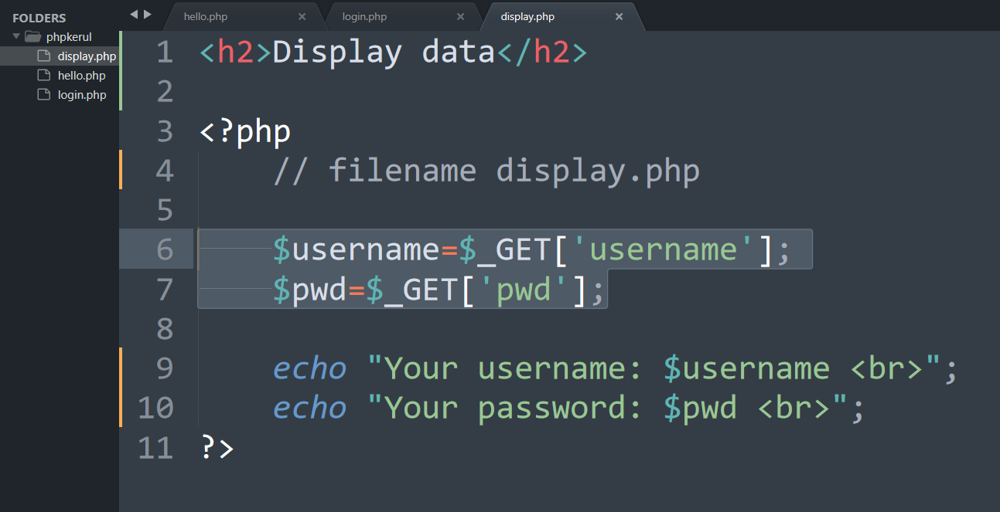 FOLDERS
phpkerul
display.php
hello.php
login.php
hello.php × login.php × display.php ×
1 <h2>Display data</h2>
2
3 <?php
4 // filename display.php
5
6 $username=$_GET['username'];
7 $pwd=$_GET['pwd'];
8
9 echo "Your username: $username <br>";
10 echo "Your password: $pwd <br>";
11 ?>